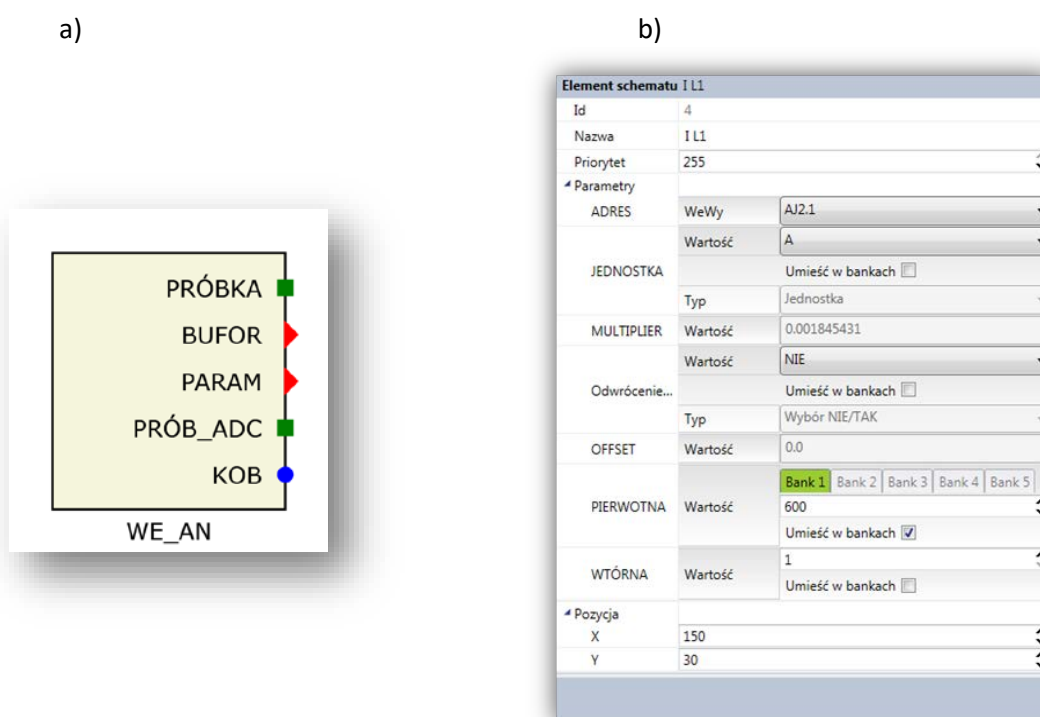 a)
b)
PRÓBKA
BUFOR
PARAM
PRÓB_ADC
KOB
WE_AN
Element schematu I L1
Id 4
Nazwa I L1
Priorytet 255
Parametry
ADRES WeWy AJ2.1
JEDNOSTKA Wartość A
Umieść w bankach
Typ Jednostka
MULTIPLIER Wartość 0.001845431
Odwrócenie... Wartość NIE
Umieść w bankach
Typ Wybór NIE/TAK
OFFSET Wartość 0.0
Bank 1 Bank 2 Bank 3 Bank 4 Bank 5
PIERWOTNA Wartość 600
Umieść w bankach
WTÓRNA Wartość 1
Umieść w bankach
Pozycja
X 150
Y 30